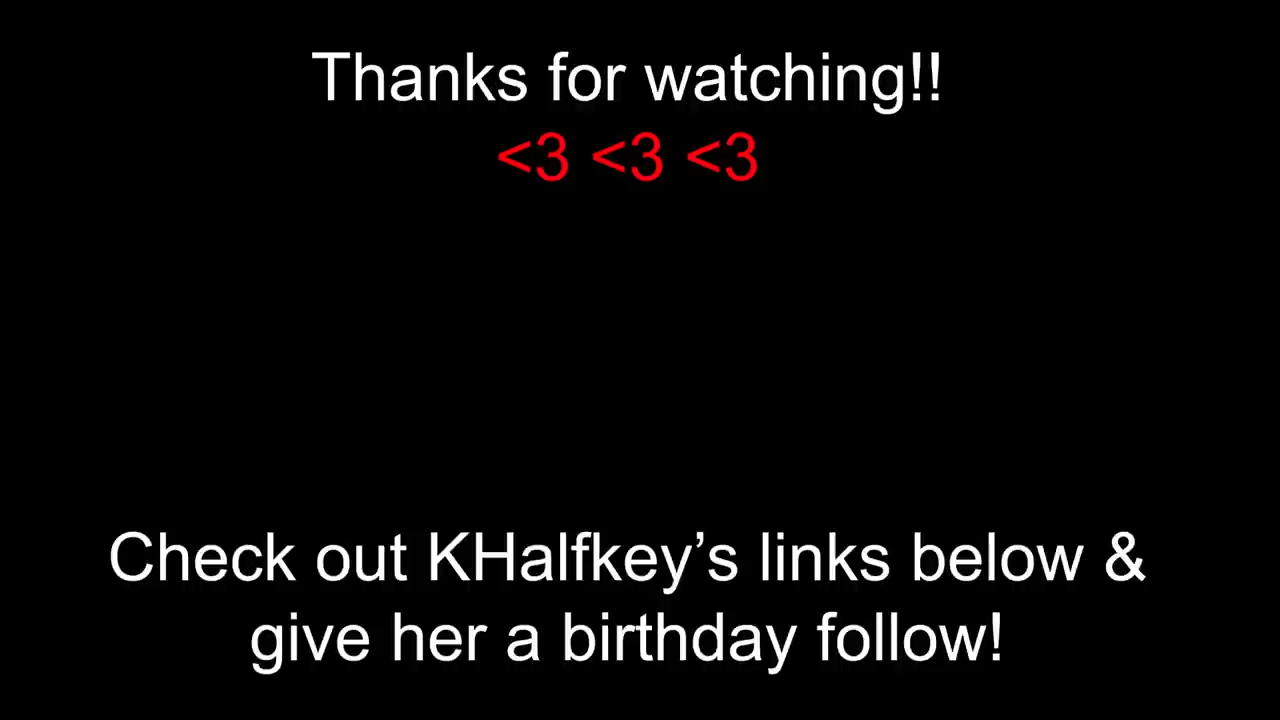 Thanks for watching!!
<3 <3 <3
Check out KHalfkey’s links below &
give her a birthday follow!